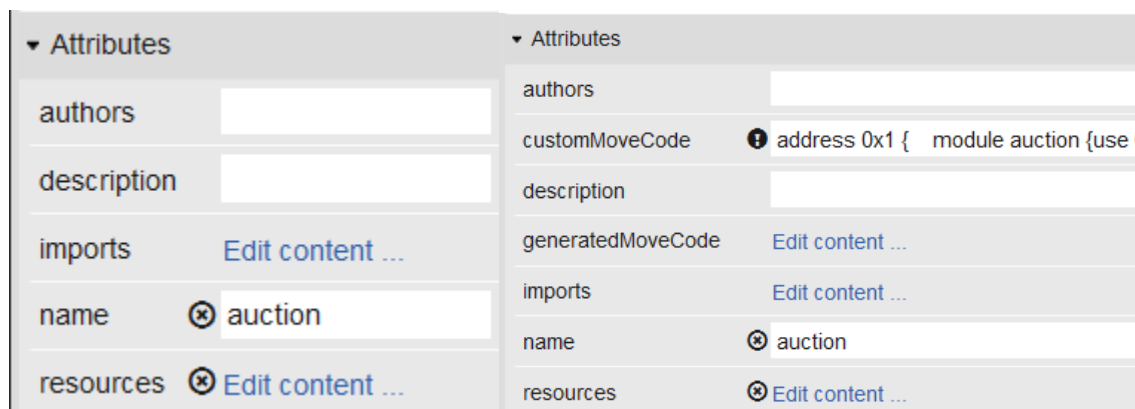 Attributes
authors
description
imports Edit content ...
name auction
resources Edit content ...
Attributes
authors
customMoveCode address 0x1 { module auction {use
description
generatedMoveCode Edit content ...
imports Edit content ...
name auction
resources Edit content ...